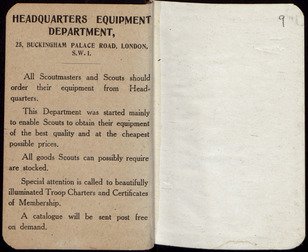 HEADQUARTERS EQUIPMENT
DEPARTMENT,
25, BUCKINGHAM PALACE ROAD, LONDON,
S.W. 1.
All Scoutmasters and Scouts should
order their equipment from Head-
quarters.
This Department was started mainly
to enable Scouts to obtain their equipment
of the best quality and at the cheapest
possible prices.
All goods Scouts can possibly require
are stocked.
Special attention is called to beautifully
illuminated Troop Charters and Certificates
of Membership.
A catalogue will be sent post free
on demand.
9